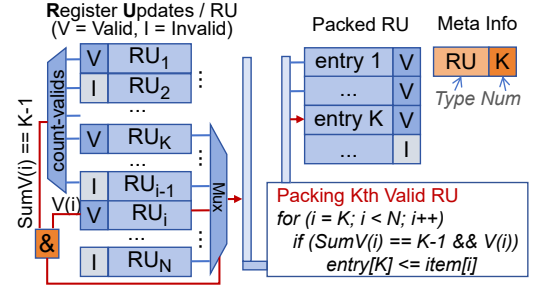 Register Updates / RU
(V = Valid, I = Invalid)
Packed RU
Meta Info
V RU1
I RU2
...
V RUK
...
I RUi-1
V RUi
...
I RUN
count-valids
SumV(i) == K-1
V(i)
&
Mux
entry 1 V
... V
entry K V
... I
RU K
Type Num
Packing Kth Valid RU
for (i = K; i < N; i++)
if (SumV(i) == K-1 && V(i))
entry[K] <= item[i]